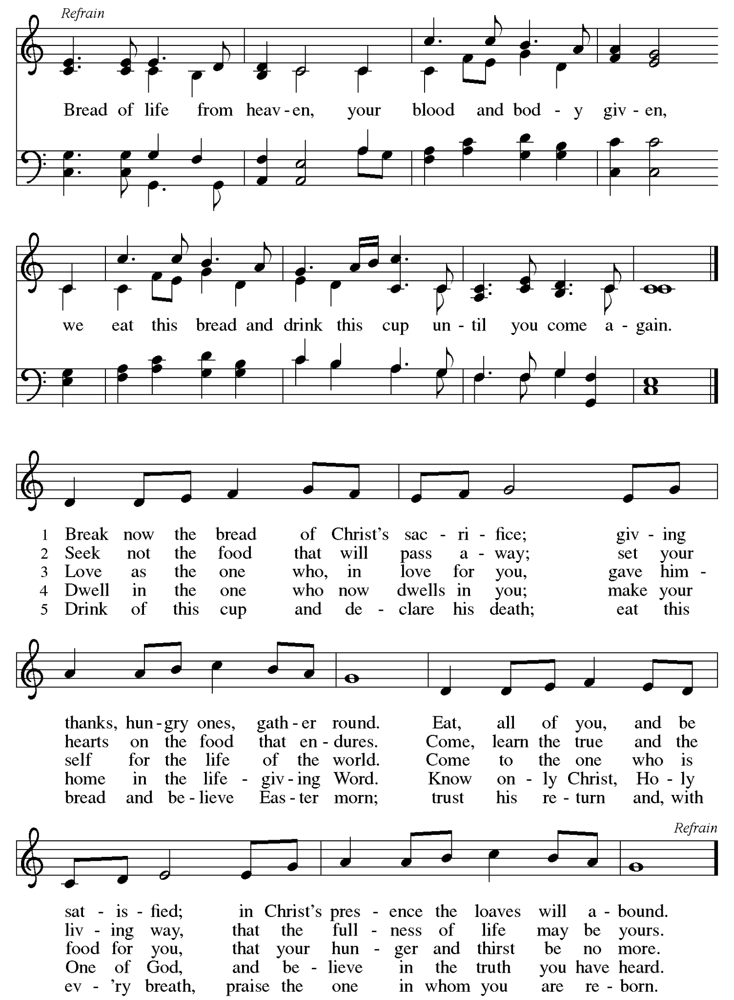 Refrain
Bread of life from heav - en, your blood and bod - y giv - en,
we eat this bread and drink this cup un - til you come a - gain.
1 Break now the bread of Christ's sac - ri - fice; giv - ing
2 Seek not the food that will pass a - way; set your
3 Love as the one who, in love for you, gave him -
4 Dwell in the one who now dwells in you; make your
5 Drink of this cup and de - clare his death; eat this
thanks, hun - gry ones, gath - er round. Eat, all of you, and be
hearts on the food that en - dures. Come, learn the true and the
self for the life of the world. Come to the one who is
home in the life - giv - ing Word. Know on - ly Christ, Ho - ly
bread and be - lieve Eas - ter morn; trust his re - turn and, with
Refrain
sat - is - fied; in Christ's pres - ence the loaves will a - bound.
liv - ing way, that the full - ness of life may be yours.
food for you, that your hun - ger and thirst be no more.
One of God, and be - lieve in the truth you have heard.
ev - 'ry breath, praise the one in whom you are re - born.